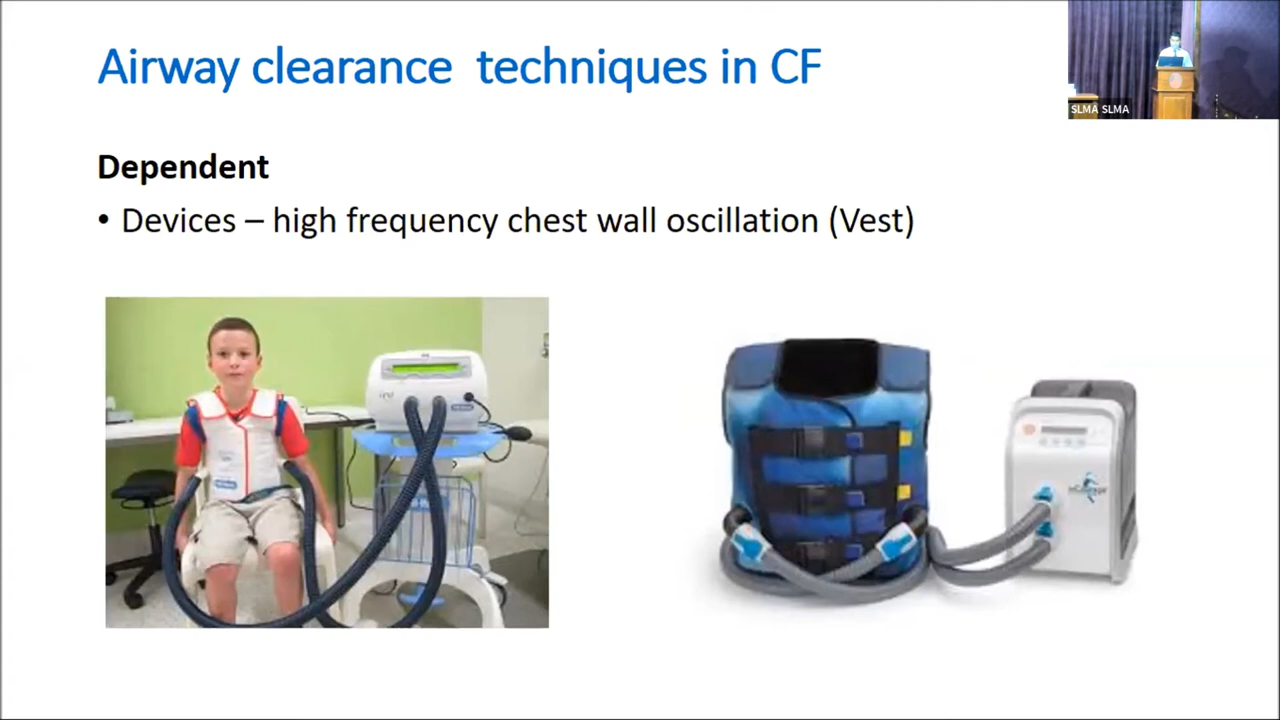 Airway clearance techniques in CF
SLMA SLMA
Dependent
• Devices – high frequency chest wall oscillation (Vest)